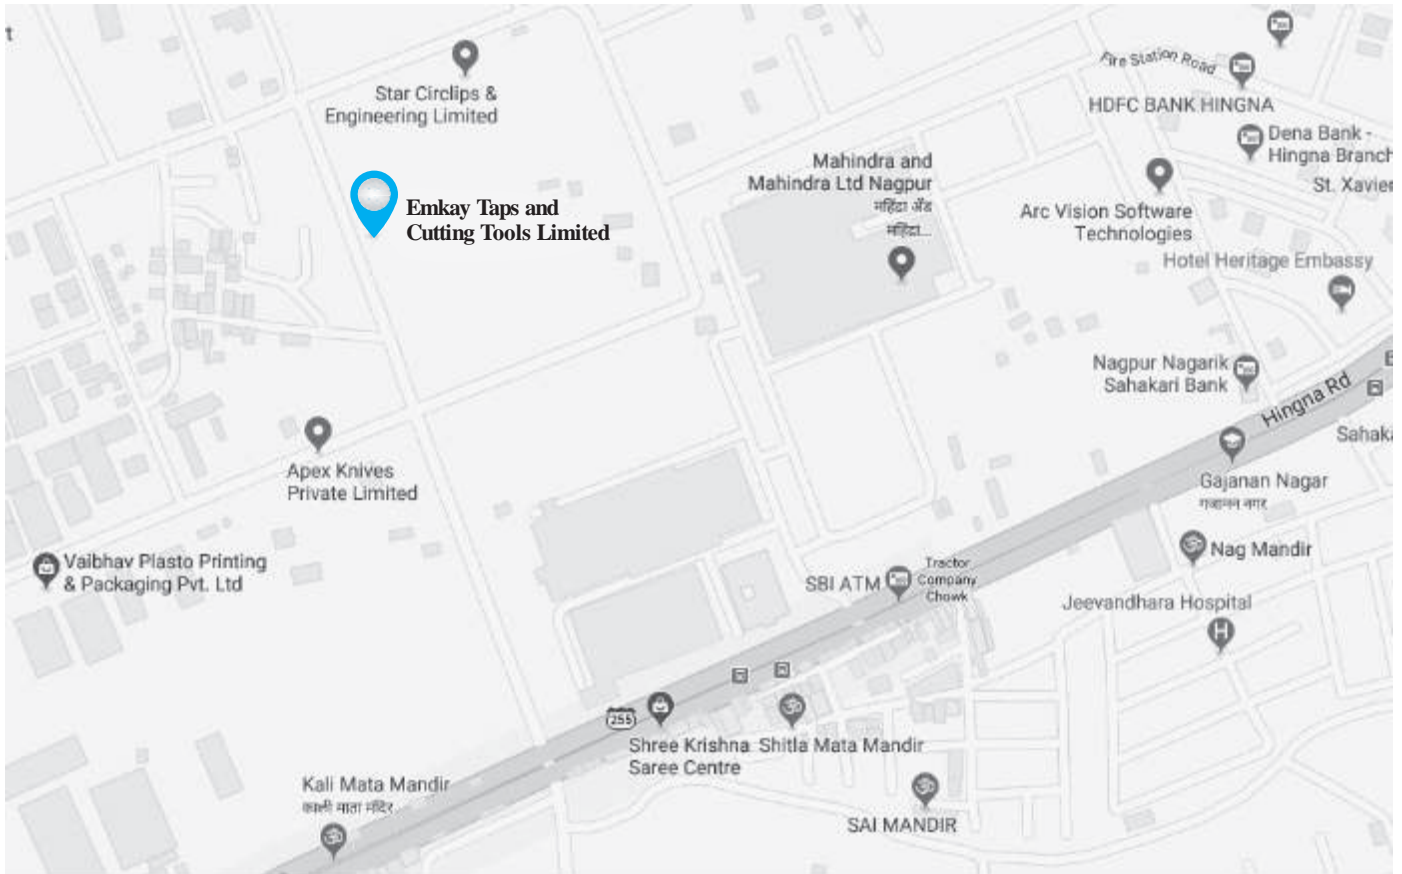 t
Star Circlips &
Engineering Limited
Emkay Taps and
Cutting Tools Limited
Mahindra and
Mahindra Ltd Nagpur
महिंद्रा अँड
महिंद्रा...
Fire Station Road
HDFC BANK HINGNA
Dena Bank -
Hingna Branch
St. Xavier
Arc Vision Software
Technologies
Hotel Heritage Embassy
Nagpur Nagarik
Sahakari Bank
Hingna Rd
Sahaka
Apex Knives
Private Limited
Gajanan Nagar
गजानन नगर
Vaibhav Plasto Printing
& Packaging Pvt. Ltd
Nag Mandir
SBI ATM
Tractor
Company
Chowk
Jeevandhara Hospital
H
255
Shree Krishna
Saree Centre
Shitla Mata Mandir
Kali Mata Mandir
काली माता मंदिर
SAI MANDIR